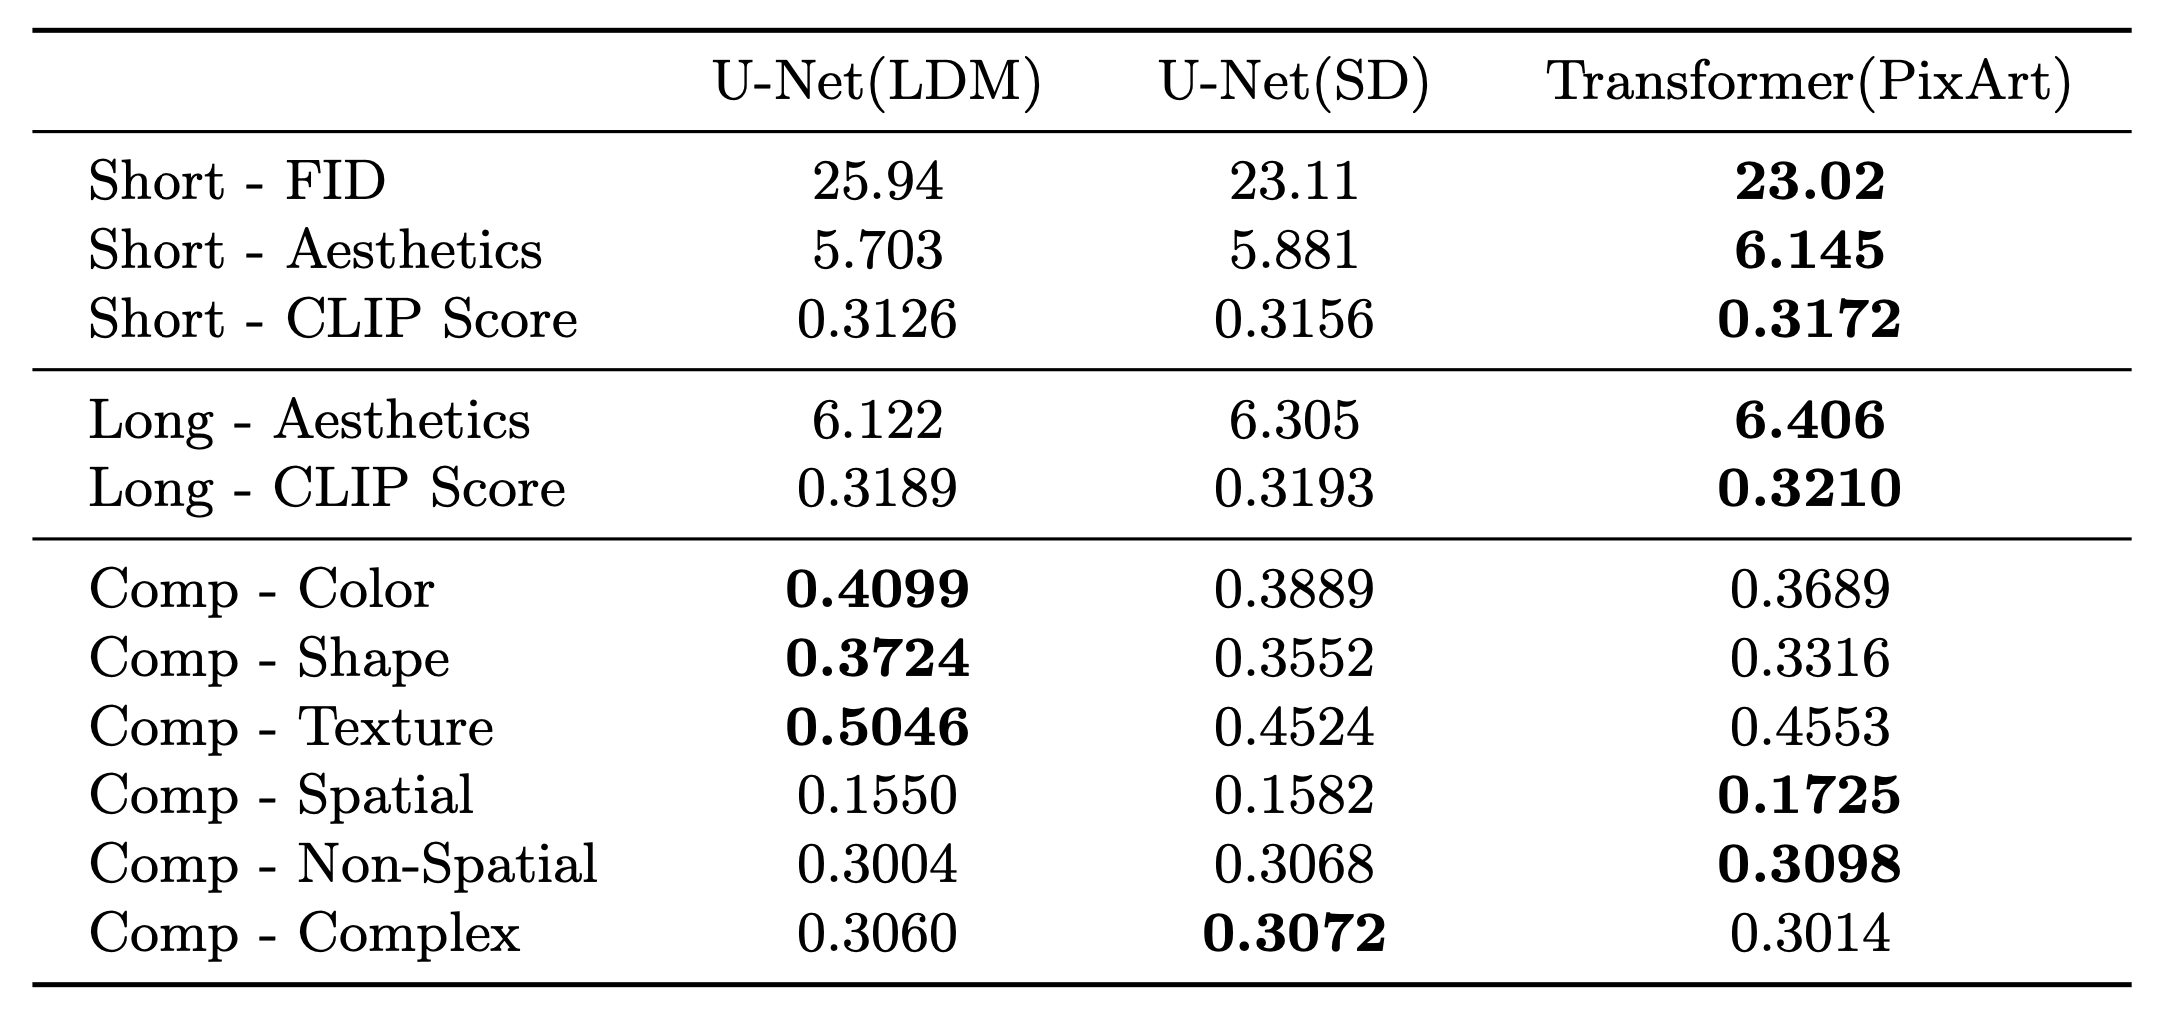 U-Net(LDM) U-Net(SD) Transformer(PixArt)
Short - FID 25.94 23.11 23.02
Short - Aesthetics 5.703 5.881 6.145
Short - CLIP Score 0.3126 0.3156 0.3172
Long - Aesthetics 6.122 6.305 6.406
Long - CLIP Score 0.3189 0.3193 0.3210
Comp - Color 0.4099 0.3889 0.3689
Comp - Shape 0.3724 0.3552 0.3316
Comp - Texture 0.5046 0.4524 0.4553
Comp - Spatial 0.1550 0.1582 0.1725
Comp - Non-Spatial 0.3004 0.3068 0.3098
Comp - Complex 0.3060 0.3072 0.3014